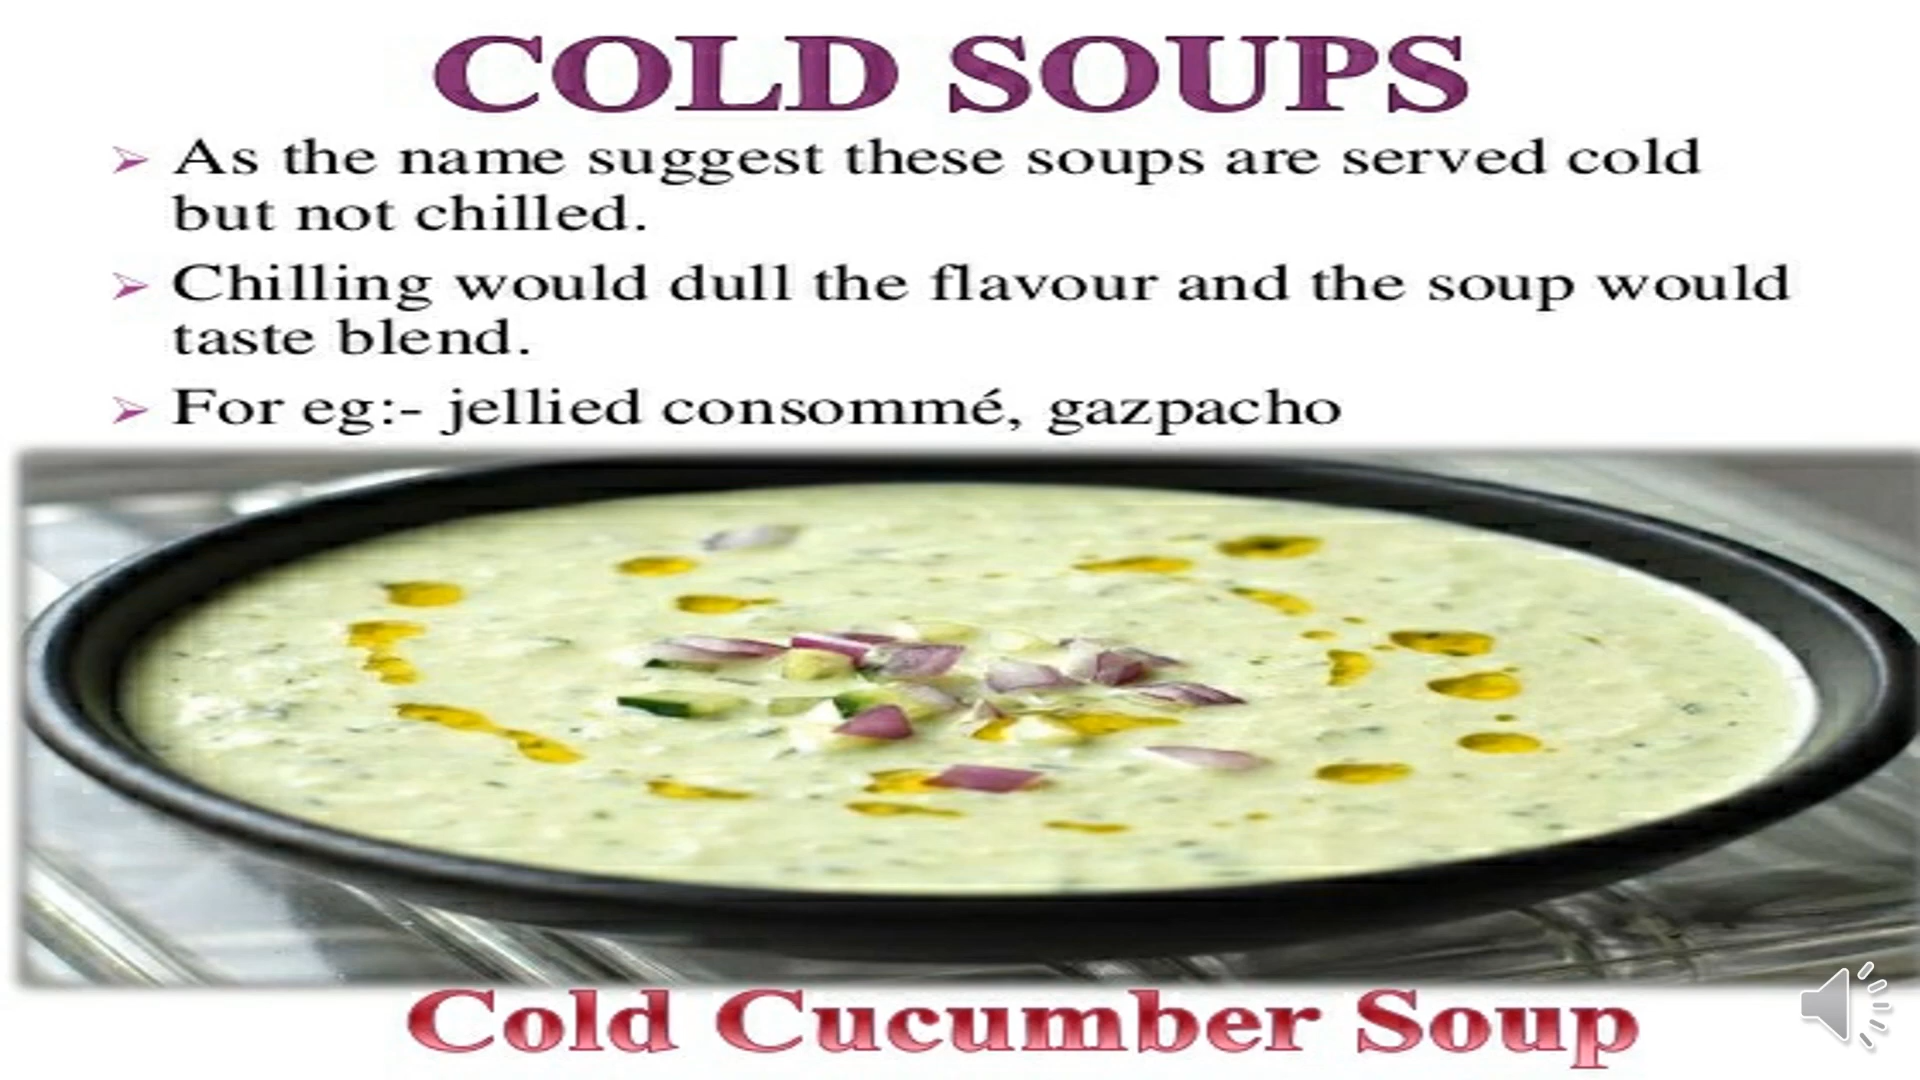 COLD SOUPS
As the name suggest these soups are served cold
but not chilled.
Chilling would dull the flavour and the soup would
taste blend.
For eg:- jellied consommé, gazpacho
Cold Cucumber Soup